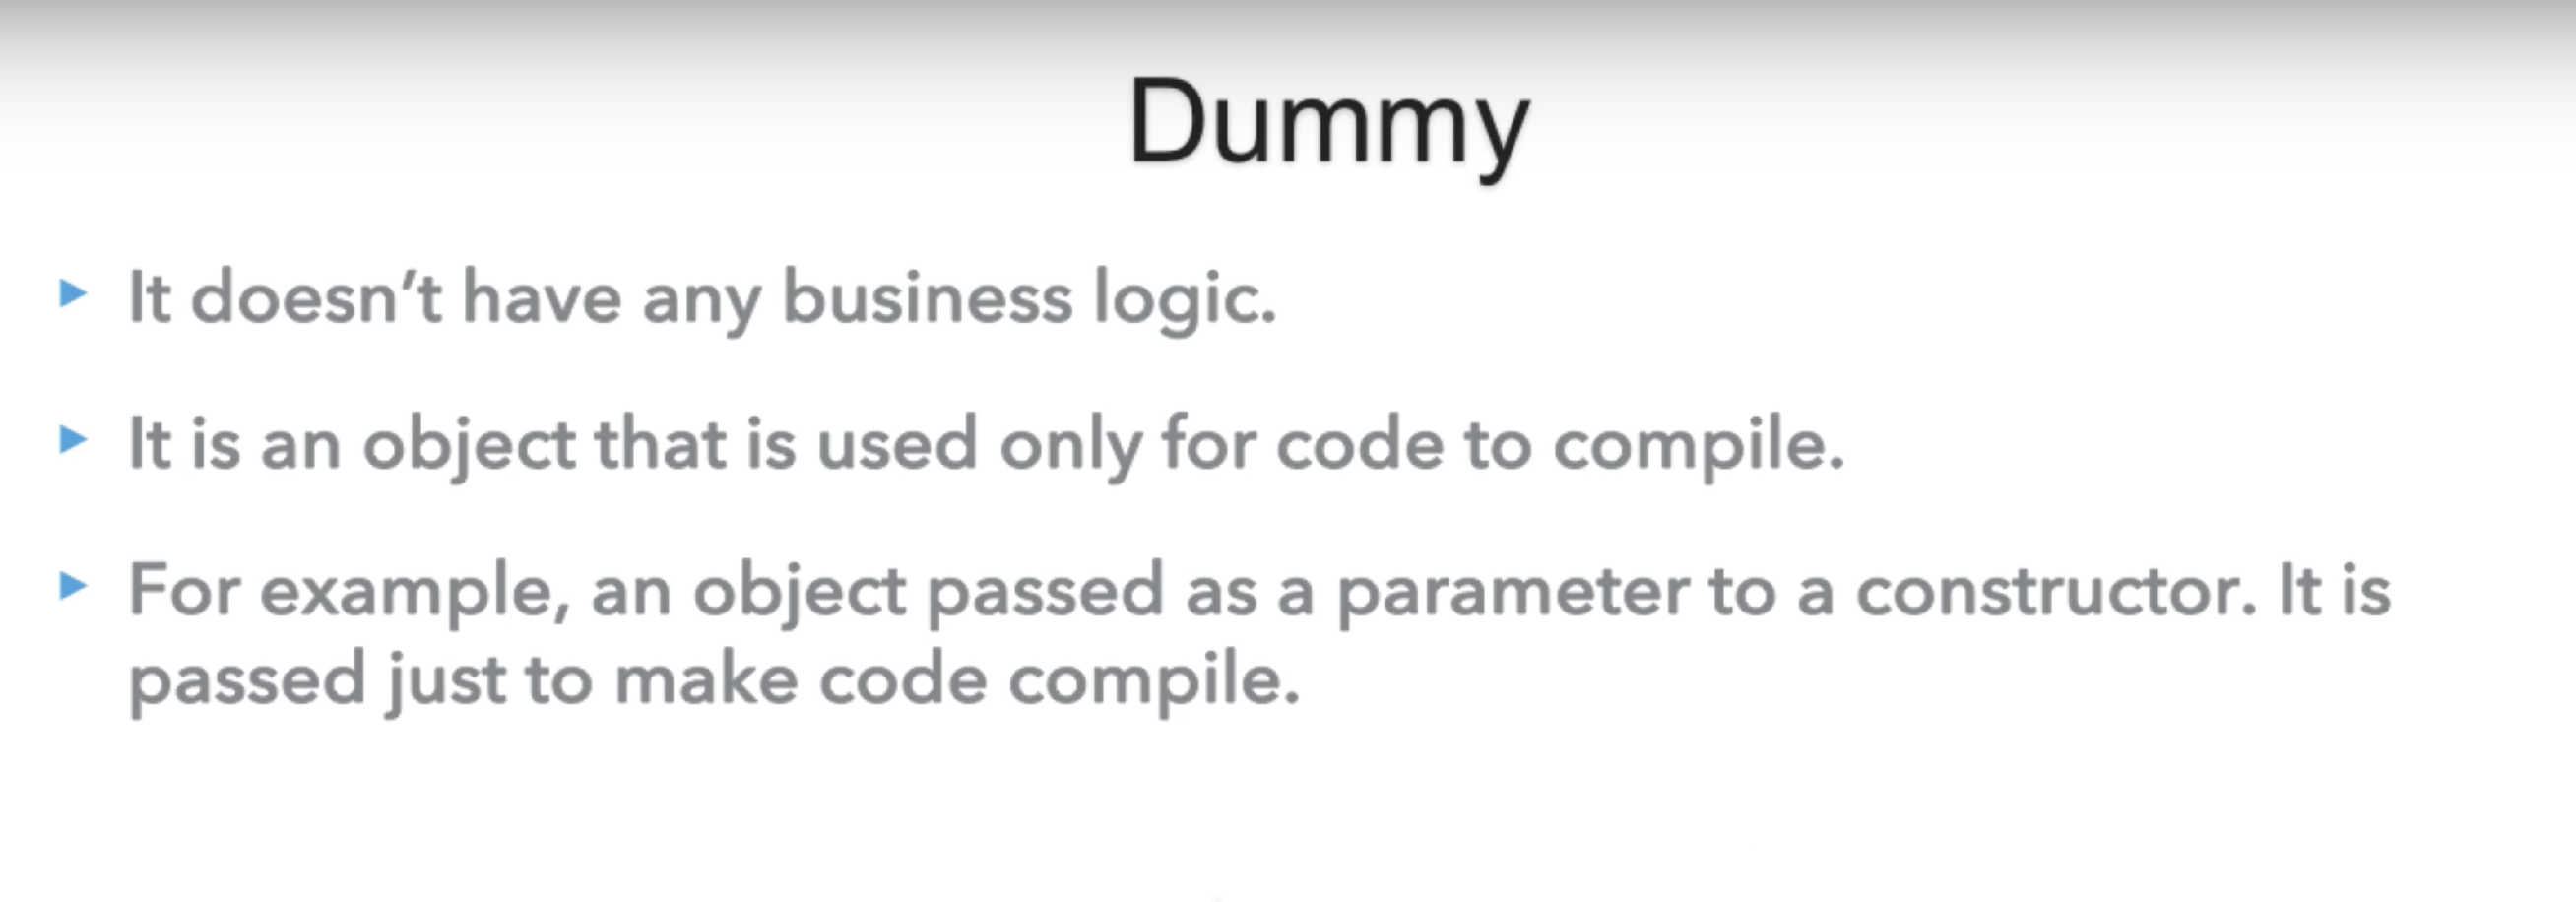 Dummy
It doesn’t have any business logic.
It is an object that is used only for code to compile.
For example, an object passed as a parameter to a constructor. It is
passed just to make code compile.